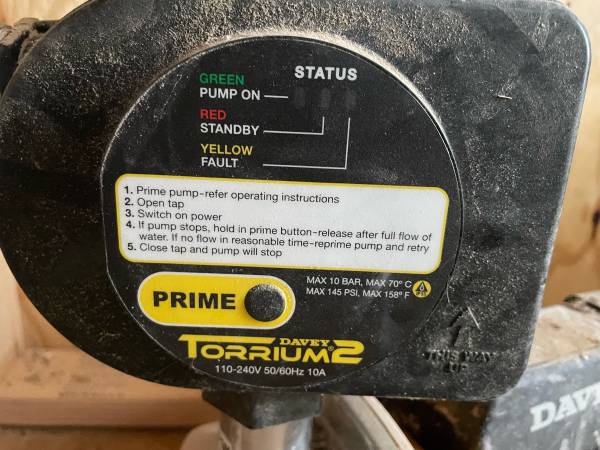 STATUS
GREEN
PUMP ON
RED
STANDBY
YELLOW
FAULT
1. Prime pump-refer operating instructions
2. Open tap
3. Switch on power
4. If pump stops, hold in prime button-release after full flow of
water. If no flow in reasonable time-reprime pump and retry
5. Close tap and pump will stop
PRIME
MAX 10 BAR, MAX 70° C
MAX 145 PSI, MAX 158° F
DAVEY
TORRIUM®2
110-240V 50/60Hz 10A
THIS WAY
UP
DAV